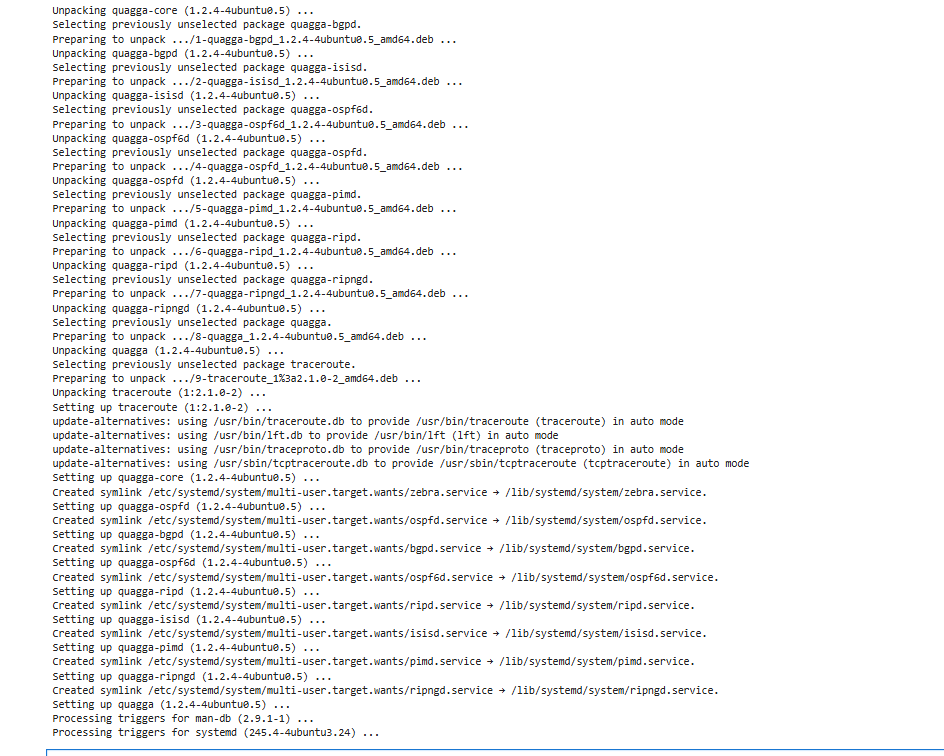 Unpacking quagga-core (1.2.4-4ubuntu0.5) ...
Selecting previously unselected package quagga-bgpd.
Preparing to unpack .../1-quagga-bgpd_1.2.4-4ubuntu0.5_amd64.deb ...
Unpacking quagga-bgpd (1.2.4-4ubuntu0.5) ...
Selecting previously unselected package quagga-isisd.
Preparing to unpack .../2-quagga-isisd_1.2.4-4ubuntu0.5_amd64.deb ...
Unpacking quagga-isisd (1.2.4-4ubuntu0.5) ...
Selecting previously unselected package quagga-ospf6d.
Preparing to unpack .../3-quagga-ospf6d_1.2.4-4ubuntu0.5_amd64.deb ...
Unpacking quagga-ospf6d (1.2.4-4ubuntu0.5) ...
Selecting previously unselected package quagga-ospfd.
Preparing to unpack .../4-quagga-ospfd_1.2.4-4ubuntu0.5_amd64.deb ...
Unpacking quagga-ospfd (1.2.4-4ubuntu0.5) ...
Selecting previously unselected package quagga-pimd.
Preparing to unpack .../5-quagga-pimd_1.2.4-4ubuntu0.5_amd64.deb ...
Unpacking quagga-pimd (1.2.4-4ubuntu0.5) ...
Selecting previously unselected package quagga-ripd.
Preparing to unpack .../6-quagga-ripd_1.2.4-4ubuntu0.5_amd64.deb ...
Unpacking quagga-ripd (1.2.4-4ubuntu0.5) ...
Selecting previously unselected package quagga-ripngd.
Preparing to unpack .../7-quagga-ripngd_1.2.4-4ubuntu0.5_amd64.deb ...
Unpacking quagga-ripngd (1.2.4-4ubuntu0.5) ...
Selecting previously unselected package quagga.
Preparing to unpack .../8-quagga_1.2.4-4ubuntu0.5_amd64.deb ...
Unpacking quagga (1.2.4-4ubuntu0.5) ...
Selecting previously unselected package traceroute.
Preparing to unpack .../9-traceroute_1%3a2.1.0-2_amd64.deb ...
Unpacking traceroute (1:2.1.0-2) ...
Setting up traceroute (1:2.1.0-2) ...
update-alternatives: using /usr/bin/traceroute.db to provide /usr/bin/traceroute (traceroute) in auto mode
update-alternatives: using /usr/bin/lft.db to provide /usr/bin/lft (lft) in auto mode
update-alternatives: using /usr/bin/traceproto.db to provide /usr/bin/traceproto (traceproto) in auto mode
update-alternatives: using /usr/sbin/tcptraceroute.db to provide /usr/sbin/tcptraceroute (tcptraceroute) in auto mode
Setting up quagga-core (1.2.4-4ubuntu0.5) ...
Created symlink /etc/systemd/system/multi-user.target.wants/zebra.service → /lib/systemd/system/zebra.service.
Setting up quagga-ospfd (1.2.4-4ubuntu0.5) ...
Created symlink /etc/systemd/system/multi-user.target.wants/ospfd.service → /lib/systemd/system/ospfd.service.
Setting up quagga-bgpd (1.2.4-4ubuntu0.5) ...
Created symlink /etc/systemd/system/multi-user.target.wants/bgpd.service → /lib/systemd/system/bgpd.service.
Setting up quagga-ospf6d (1.2.4-4ubuntu0.5) ...
Created symlink /etc/systemd/system/multi-user.target.wants/ospf6d.service → /lib/systemd/system/ospf6d.service.
Setting up quagga-ripd (1.2.4-4ubuntu0.5) ...
Created symlink /etc/systemd/system/multi-user.target.wants/ripd.service → /lib/systemd/system/ripd.service.
Setting up quagga-isisd (1.2.4-4ubuntu0.5) ...
Created symlink /etc/systemd/system/multi-user.target.wants/isisd.service → /lib/systemd/system/isisd.service.
Setting up quagga-pimd (1.2.4-4ubuntu0.5) ...
Created symlink /etc/systemd/system/multi-user.target.wants/pimd.service → /lib/systemd/system/pimd.service.
Setting up quagga-ripngd (1.2.4-4ubuntu0.5) ...
Created symlink /etc/systemd/system/multi-user.target.wants/ripngd.service → /lib/systemd/system/ripngd.service.
Setting up quagga (1.2.4-4ubuntu0.5) ...
Processing triggers for man-db (2.9.1-1) ...
Processing triggers for systemd (245.4-4ubuntu3.24) ...